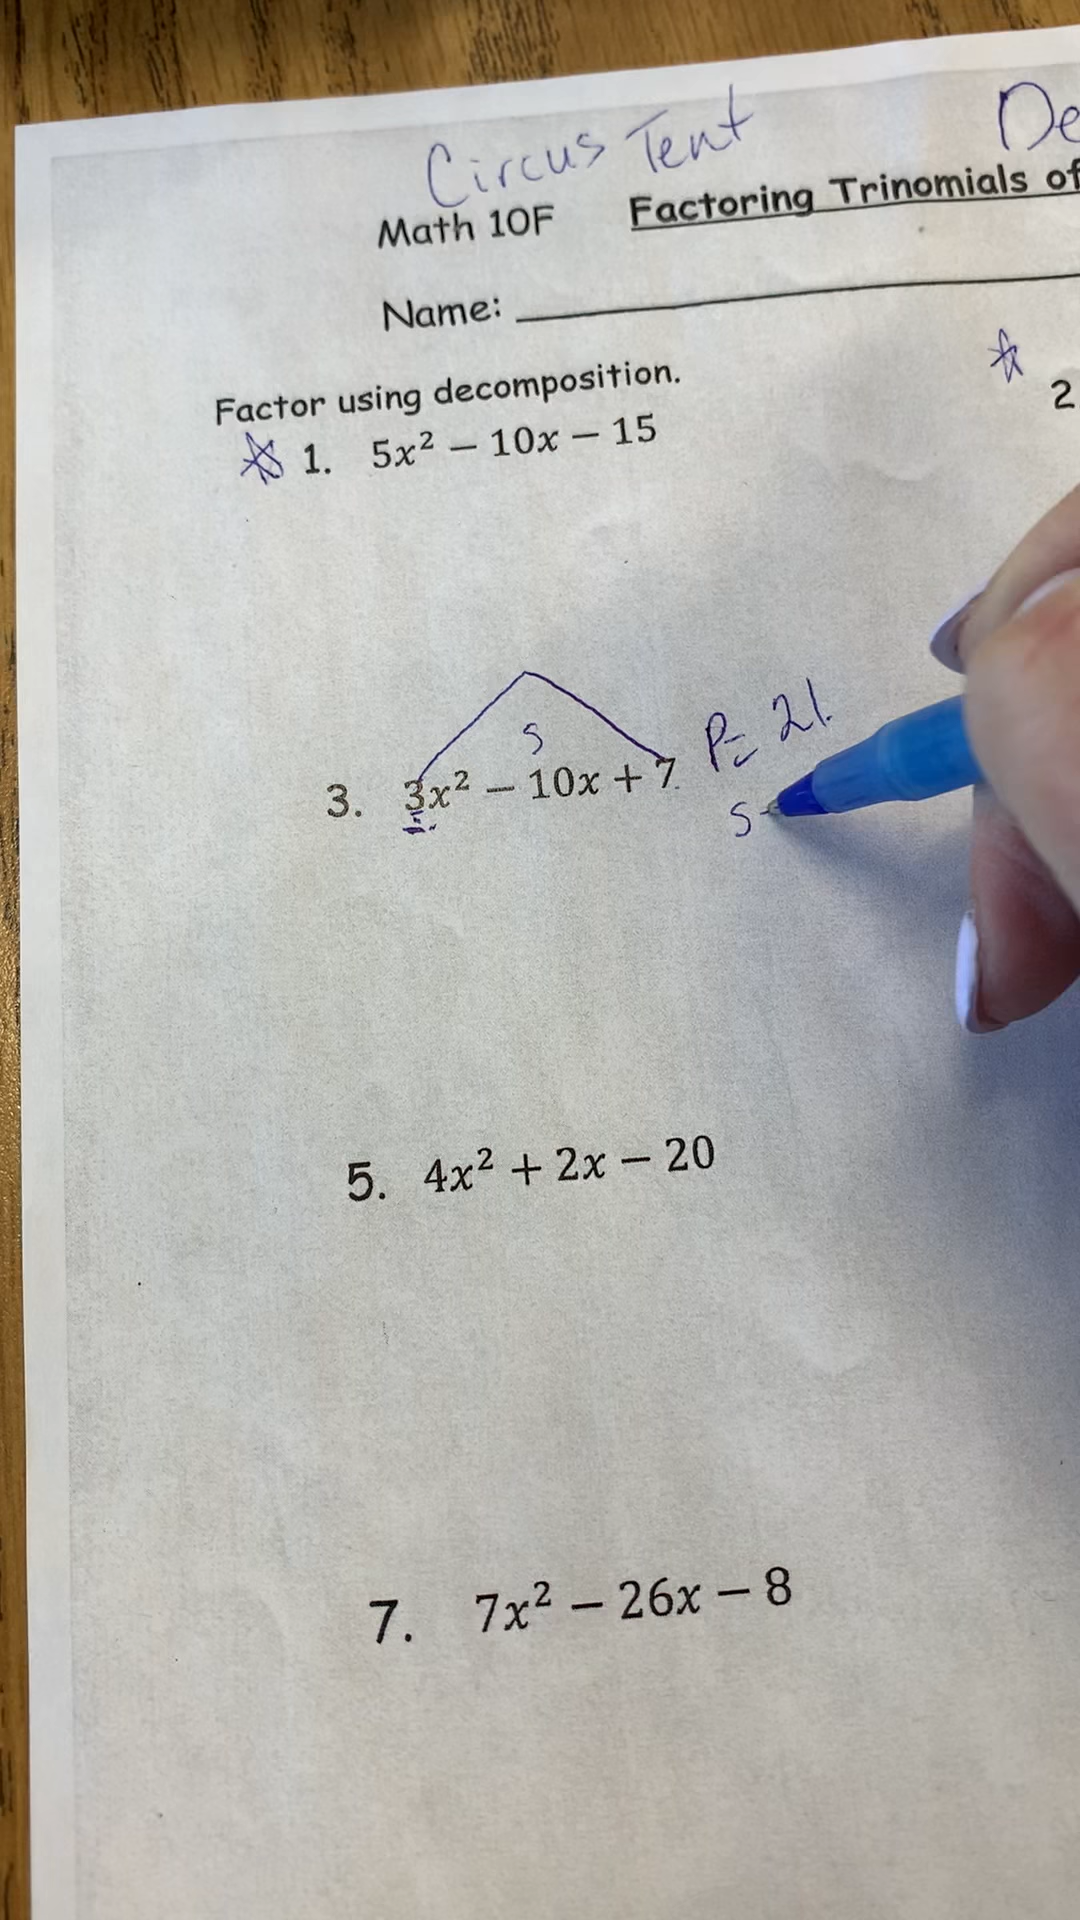 Circus Tent De
Math 10F Factoring Trinomials of
Name:
Factor using decomposition.
1. 5x² − 10x − 15
2
S
P= 21
3. 3x² − 10x + 7
S
5. 4x² + 2x − 20
7. 7x² − 26x − 8